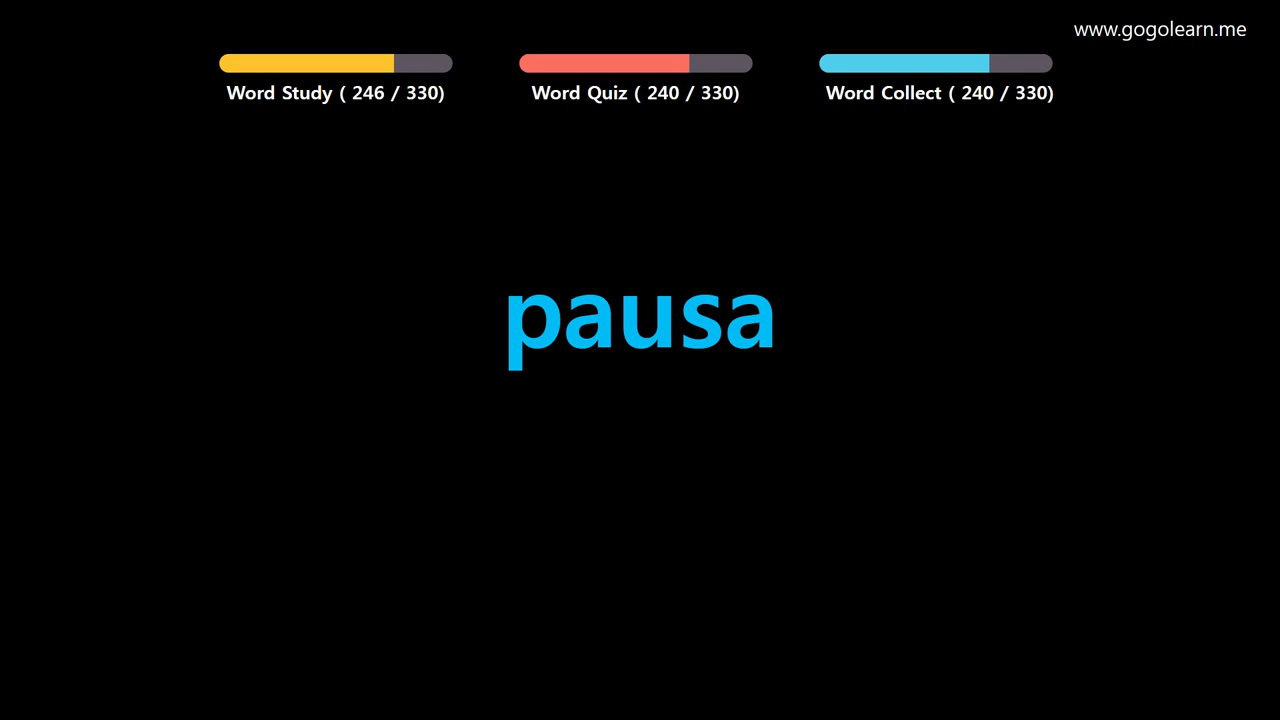 www.gogolearn.me
Word Study ( 246 / 330)
Word Quiz ( 240 / 330)
Word Collect ( 240 / 330)
pausa